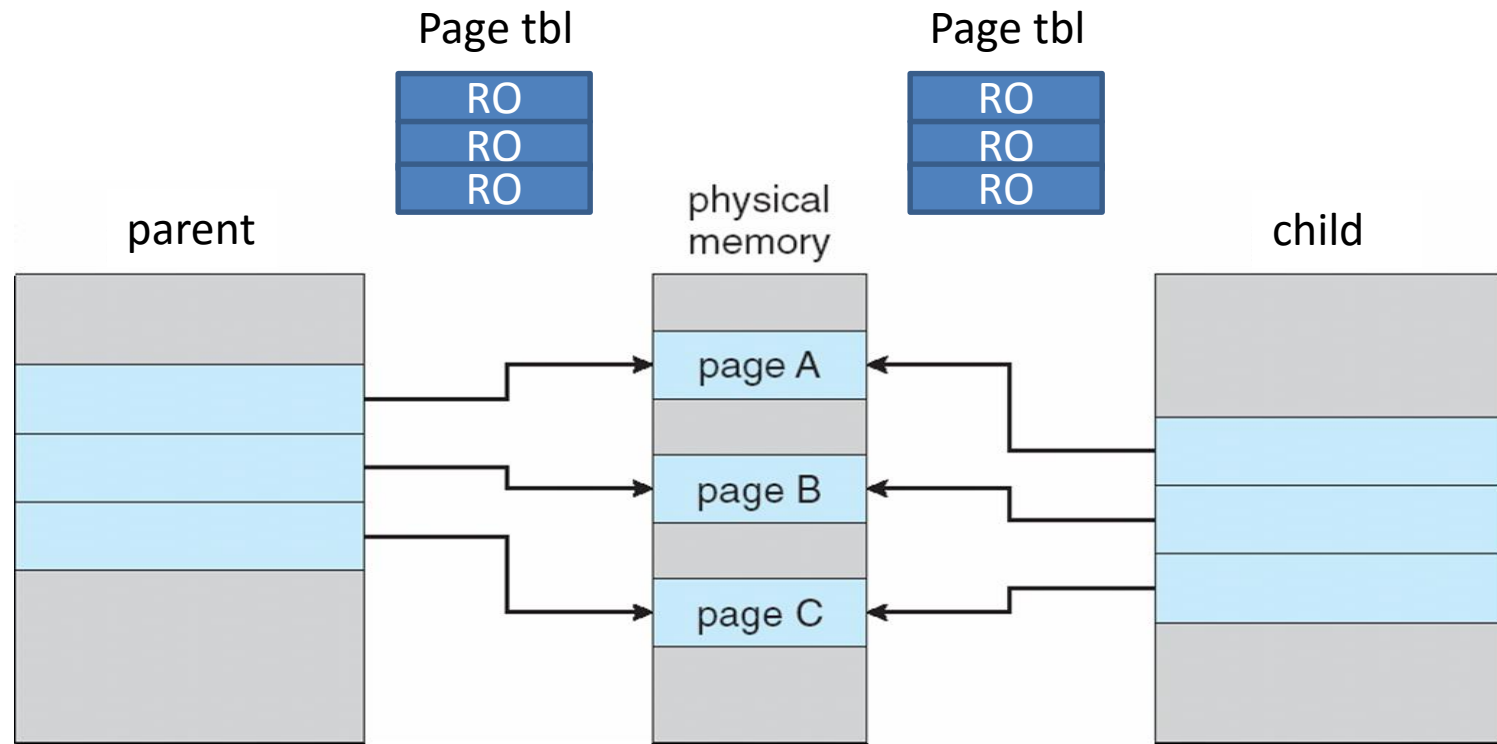 Page tbl
Page tbl
RO
RO
RO
RO
RO
RO
parent
physical
memory
child
page A
page B
page C